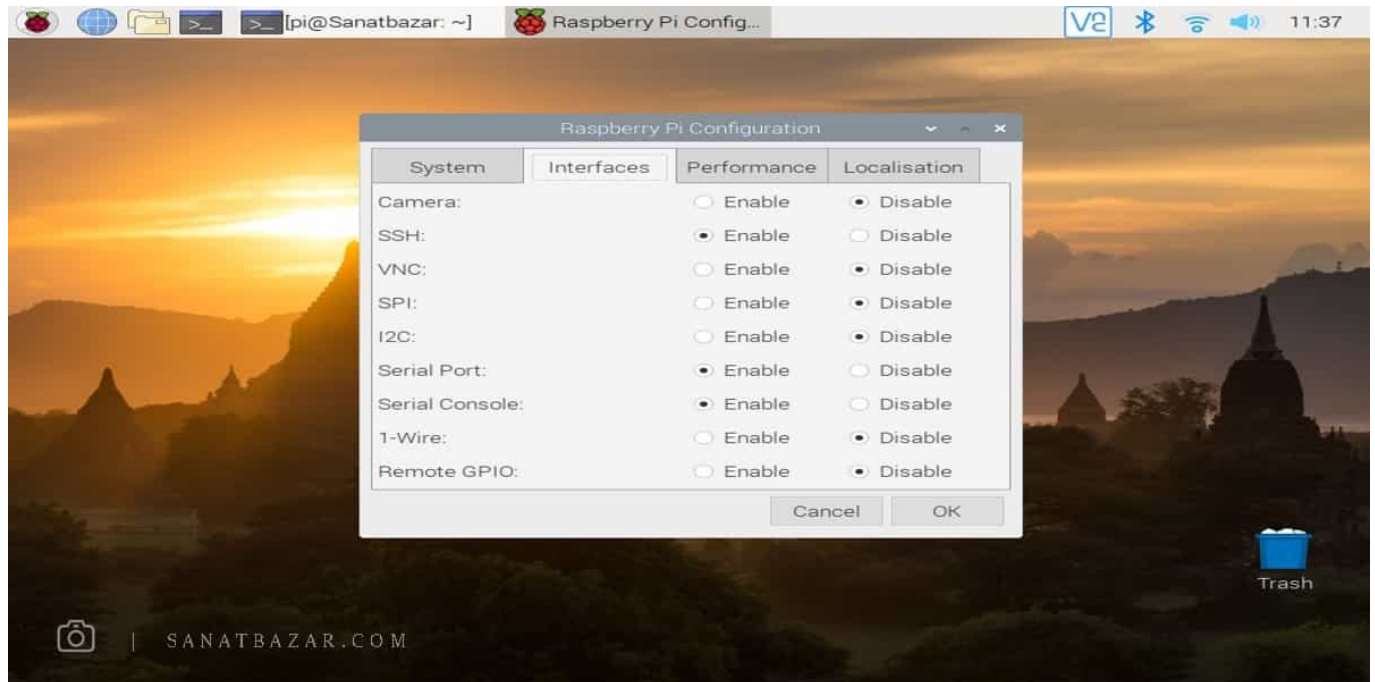 [pi@Sanatbazar: ~] Raspberry Pi Config... V2 11:37
Raspberry Pi Configuration
System Interfaces Performance Localisation
Camera: Enable Disable
SSH: Enable Disable
VNC: Enable Disable
SPI: Enable Disable
I2C: Enable Disable
Serial Port: Enable Disable
Serial Console: Enable Disable
1-Wire: Enable Disable
Remote GPIO: Enable Disable
Cancel OK
Trash
| SANATBAZAR.COM